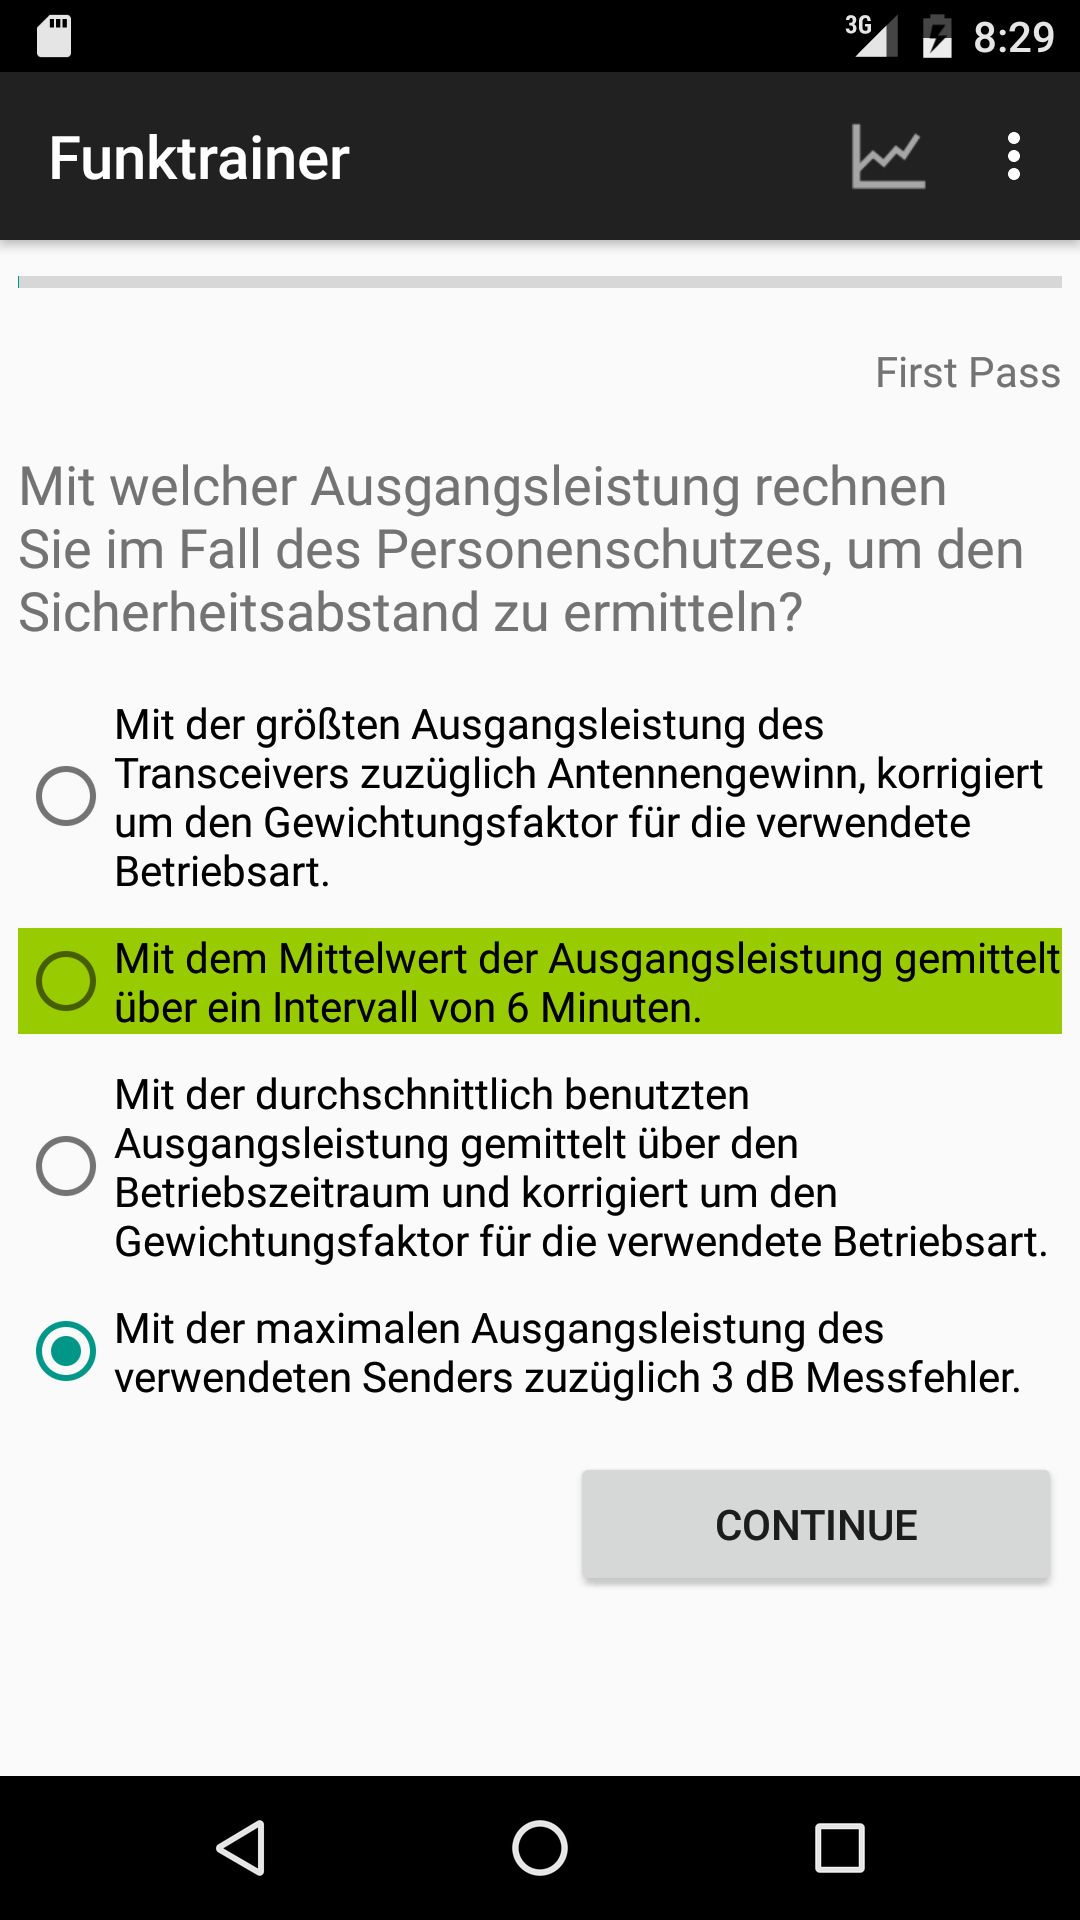 3G 8:29
Funktrainer
First Pass
Mit welcher Ausgangsleistung rechnen
Sie im Fall des Personenschutzes, um den
Sicherheitsabstand zu ermitteln?
Mit der größten Ausgangsleistung des
Transceivers zuzüglich Antennengewinn, korrigiert
um den Gewichtungsfaktor für die verwendete
Betriebsart.
Mit dem Mittelwert der Ausgangsleistung gemittelt
über ein Intervall von 6 Minuten.
Mit der durchschnittlich benutzten
Ausgangsleistung gemittelt über den
Betriebszeitraum und korrigiert um den
Gewichtungsfaktor für die verwendete Betriebsart.
Mit der maximalen Ausgangsleistung des
verwendeten Senders zuzüglich 3 dB Messfehler.
CONTINUE